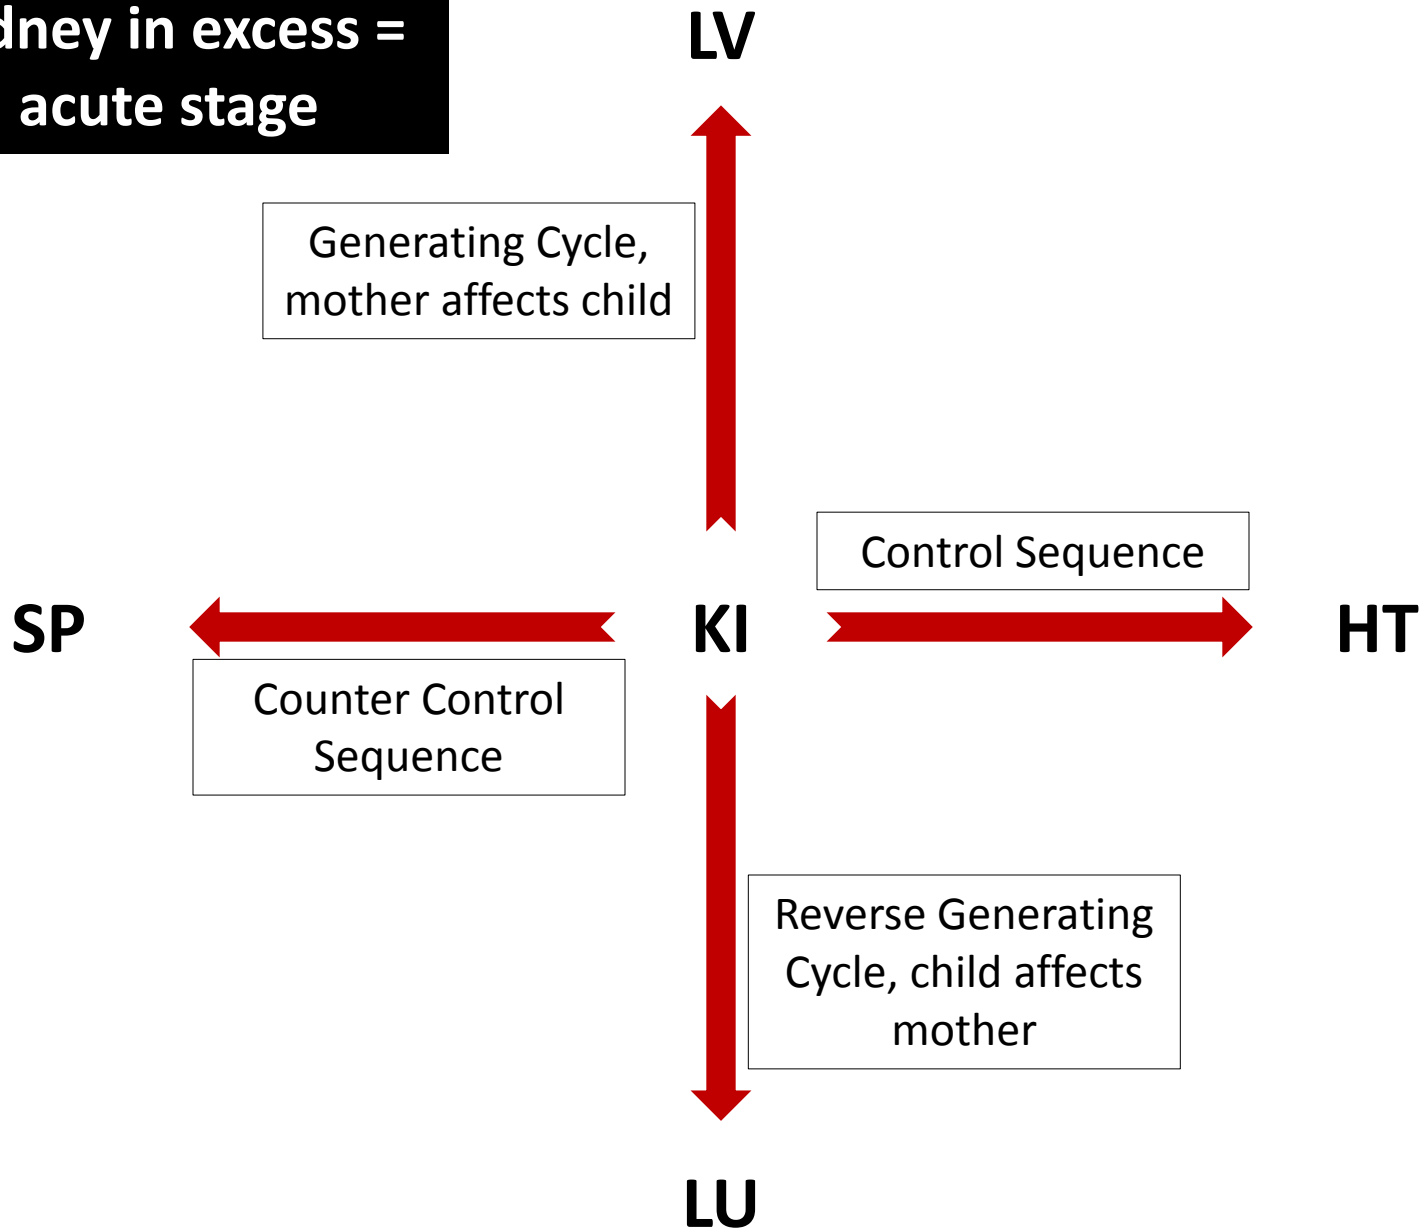 dney in excess =
acute stage
LV
Generating Cycle,
mother affects child
Control Sequence
SP
KI
HT
Counter Control
Sequence
Reverse Generating
Cycle, child affects
mother
LU